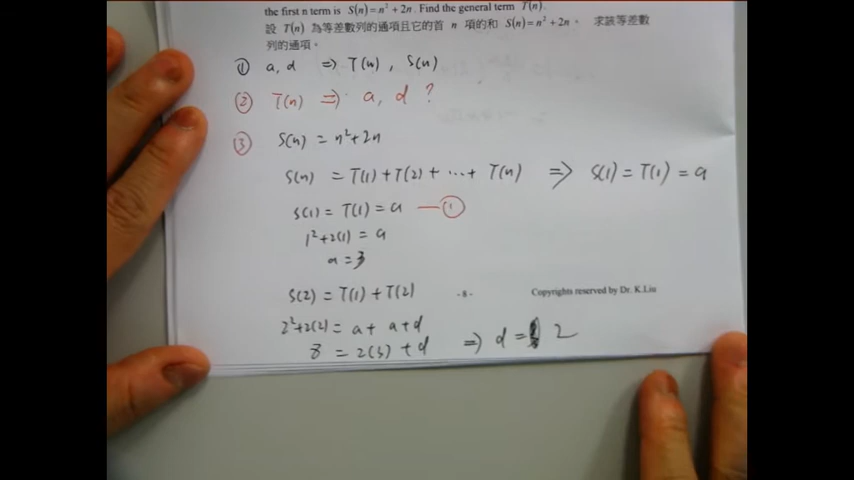 the first n term is S(n) = n² + 2n. Find the general term T(n).
設 T(n) 為等差數列的通項且它的首 n 項的和 S(n) = n² + 2n。 求該等差數
列的通項。
① a, d ⇒ T(n), S(n)
② T(n) ⇒ a, d ?
③ S(n) = n²+2n
S(n) = T(1)+T(2)+ ... + T(n) ⇒ S(1) = T(1) = a
S(1) = T(1) = a — ①
1²+2(1) = a
a = 3
S(2) = T(1)+T(2)
-8- Copyrights reserved by Dr. K.Liu
2²+2(2) = a + a+d
8 = 2(3) + d ⇒ d = 2